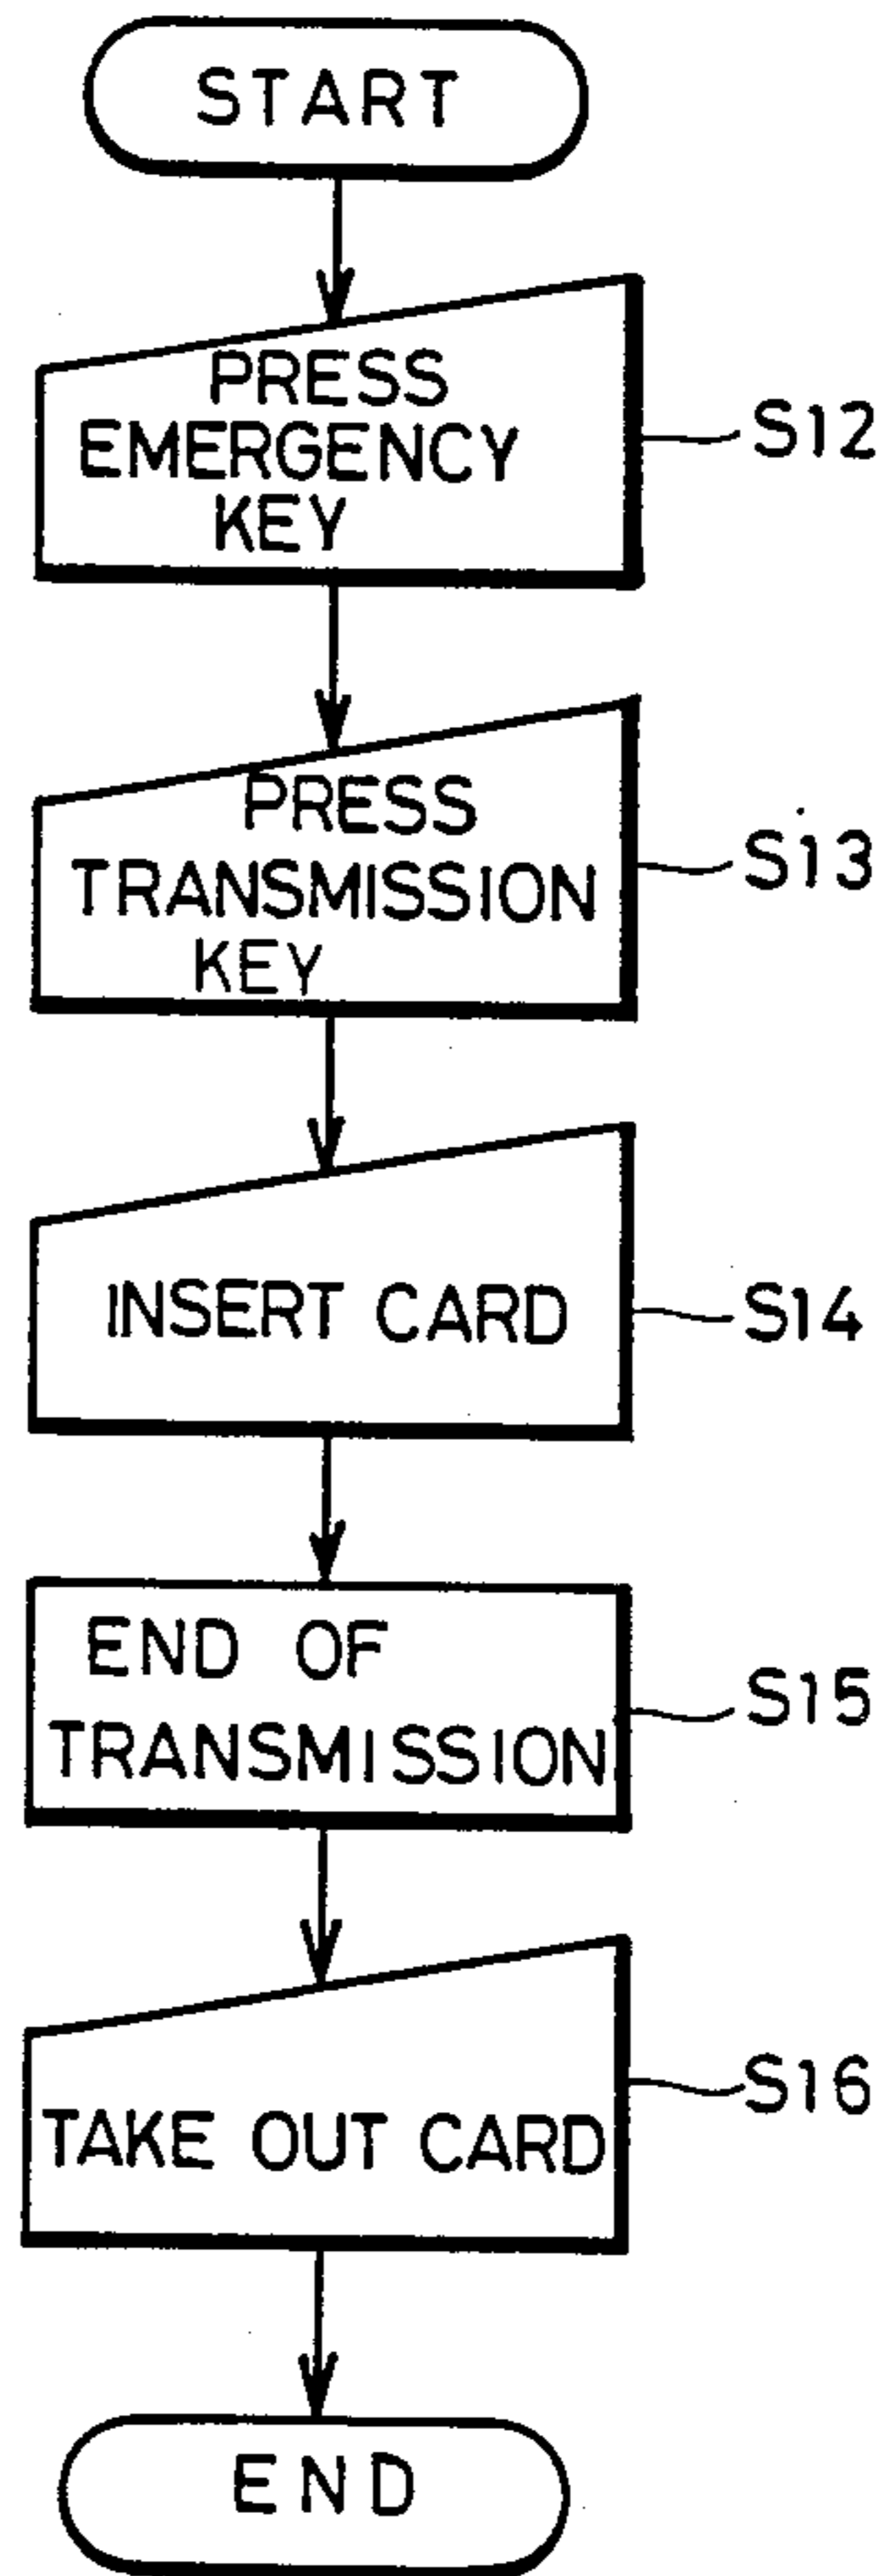 START
PRESS
EMERGENCY
KEY
S12
PRESS
TRANSMISSION
KEY
S13
INSERT CARD
S14
END OF
TRANSMISSION
S15
TAKE OUT CARD
S16
END